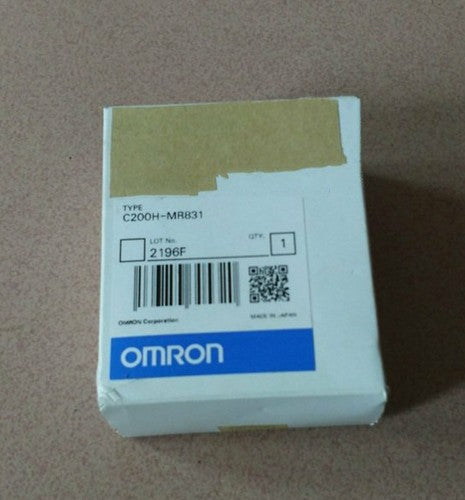 TYPE
C200H-MR831
LOT No.
QTY.
2196F
1
OMRON Corporation
MADE IN JAPAN
OMRON